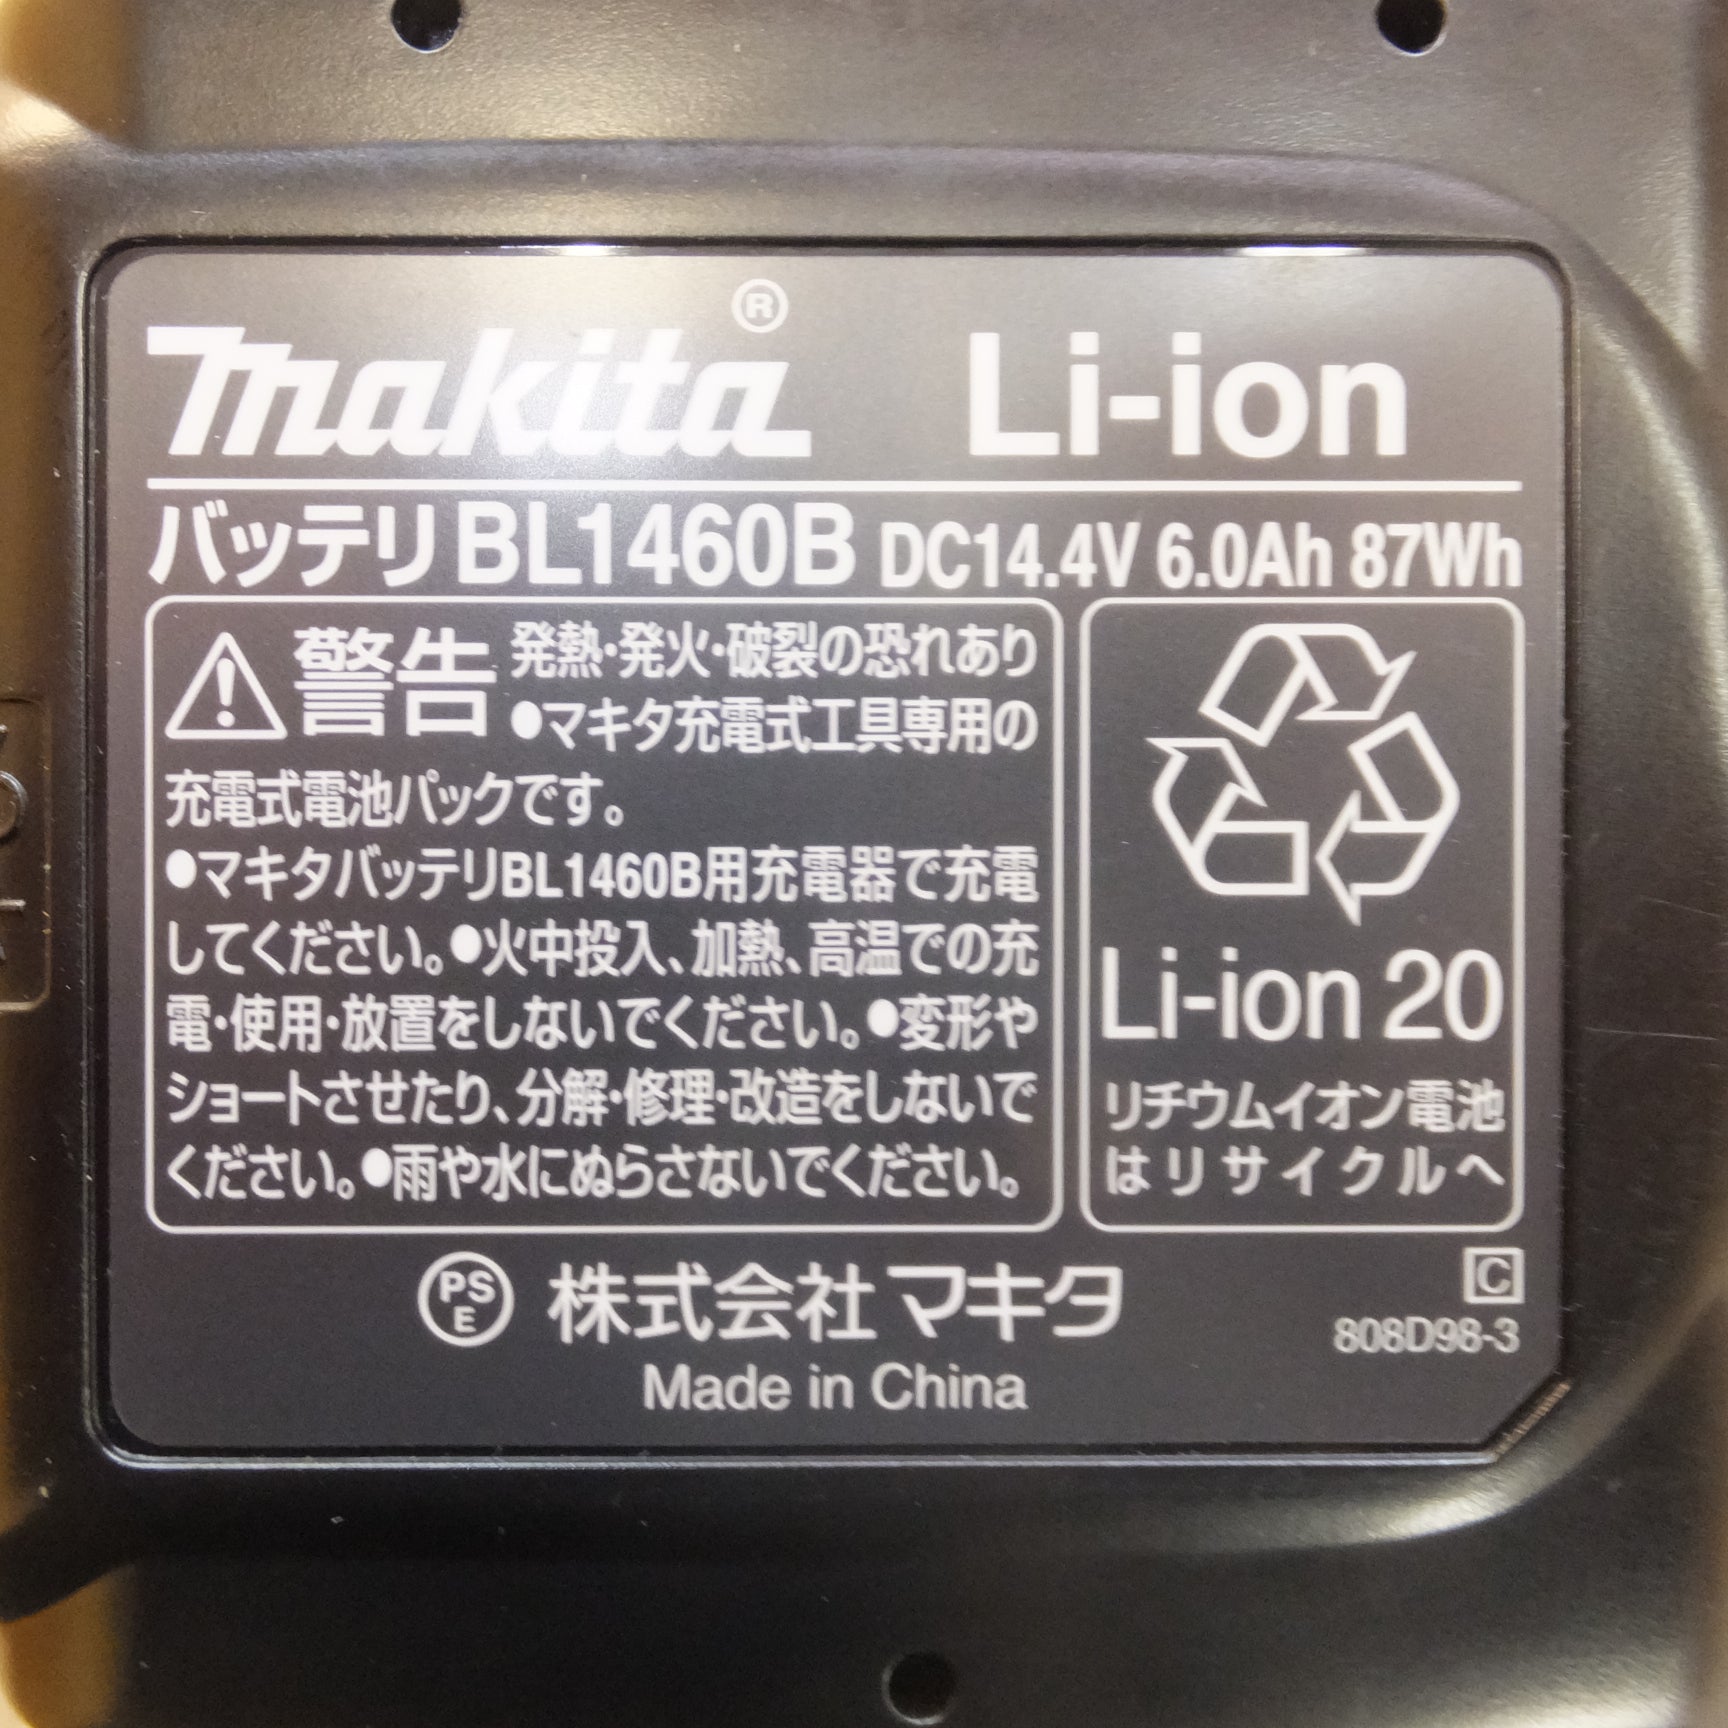 makita® Li-ion
バッテリ BL1460B DC14.4V 6.0Ah 87Wh
警告 発熱・発火・破裂の恐れあり
●マキタ充電式工具専用の
充電式電池パックです。
●マキタバッテリBL1460B用充電器で充電
してください。●火中投入、加熱、高温での充
電・使用・放置をしないでください。●変形や
ショートさせたり、分解・修理・改造をしないで
ください。●雨や水にぬらさないでください。
Li-ion 20
リチウムイオン電池
はリサイクルへ
PS
E
株式会社マキタ
Made in China
C
808D98-3